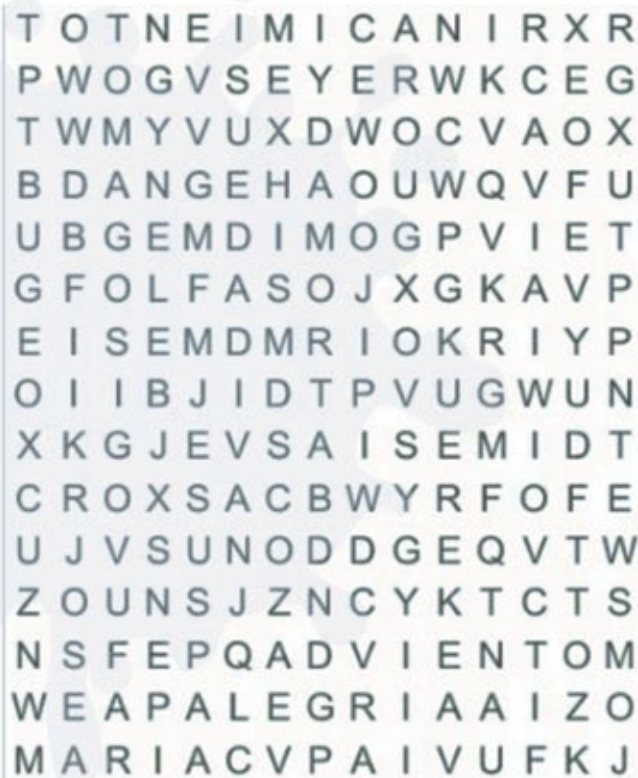 T O T N E I M I C A N I R X R
P W O G V S E Y E R W K C E G
T W M Y V U X D W O C V A O X
B D A N G E H A O U W Q V F U
U B G E M D I M O G P V I E T
G F O L F A S O J X G K A V P
E I S E M D M R I O K R I Y P
O I I B J I D T P V U G W U N
X K G J E V S A I S E M I D T
C R O X S A C B W Y R F O F E
U J V S U N O D D G E Q V T W
Z O U N S J Z N C Y K T C T S
N S F E P Q A D V I E N T O M
W E A P A L E G R I A A I Z O
M A R I A C V P A I V U F K J